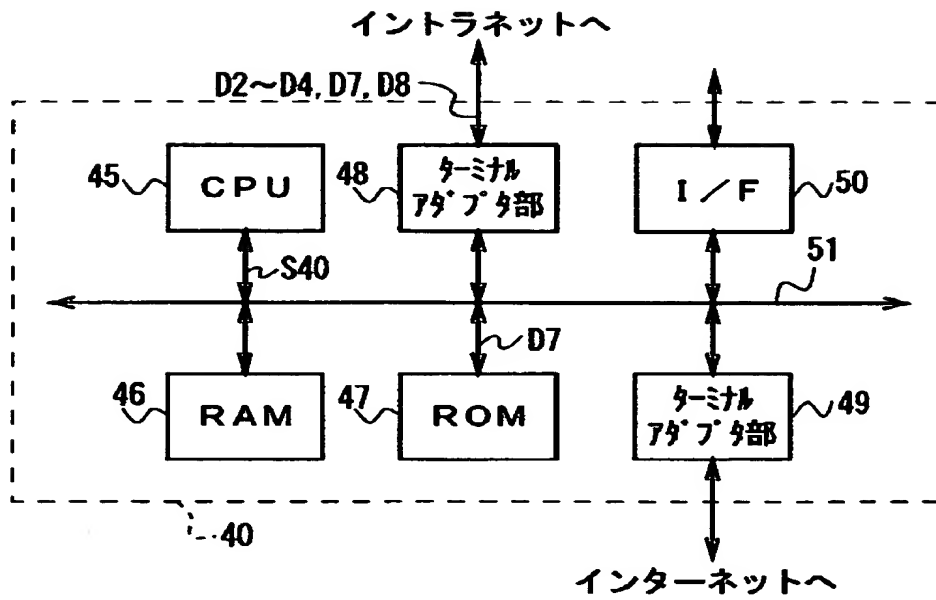 イントラネットへ
D2〜D4, D7, D8
45
CPU
48
ターミナル
アダプタ部
I/F
50
S40
51
D7
46
RAM
47
ROM
ターミナル
アダプタ部
49
40
インターネットへ